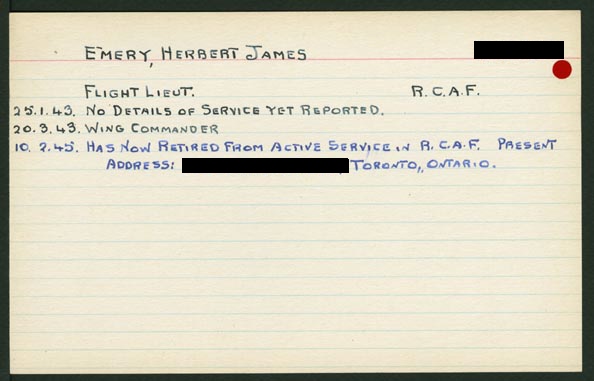 EMERY, HERBERT JAMES
FLIGHT LIEUT. R.C.A.F.
25.1.43. NO DETAILS OF SERVICE YET REPORTED.
20.3.43. WING COMMANDER
10.2.45. HAS NOW RETIRED FROM ACTIVE SERVICE IN R.C.A.F. PRESENT
ADDRESS: TORONTO, ONTARIO.